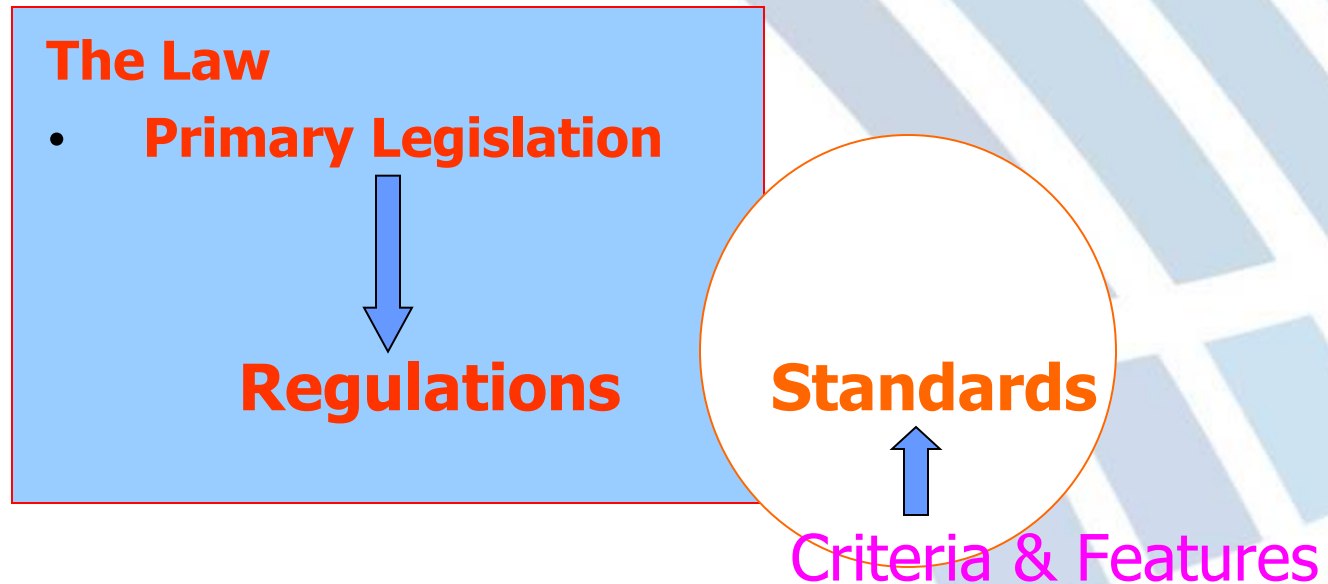 The Law
• Primary Legislation
Regulations
Standards
Criteria & Features